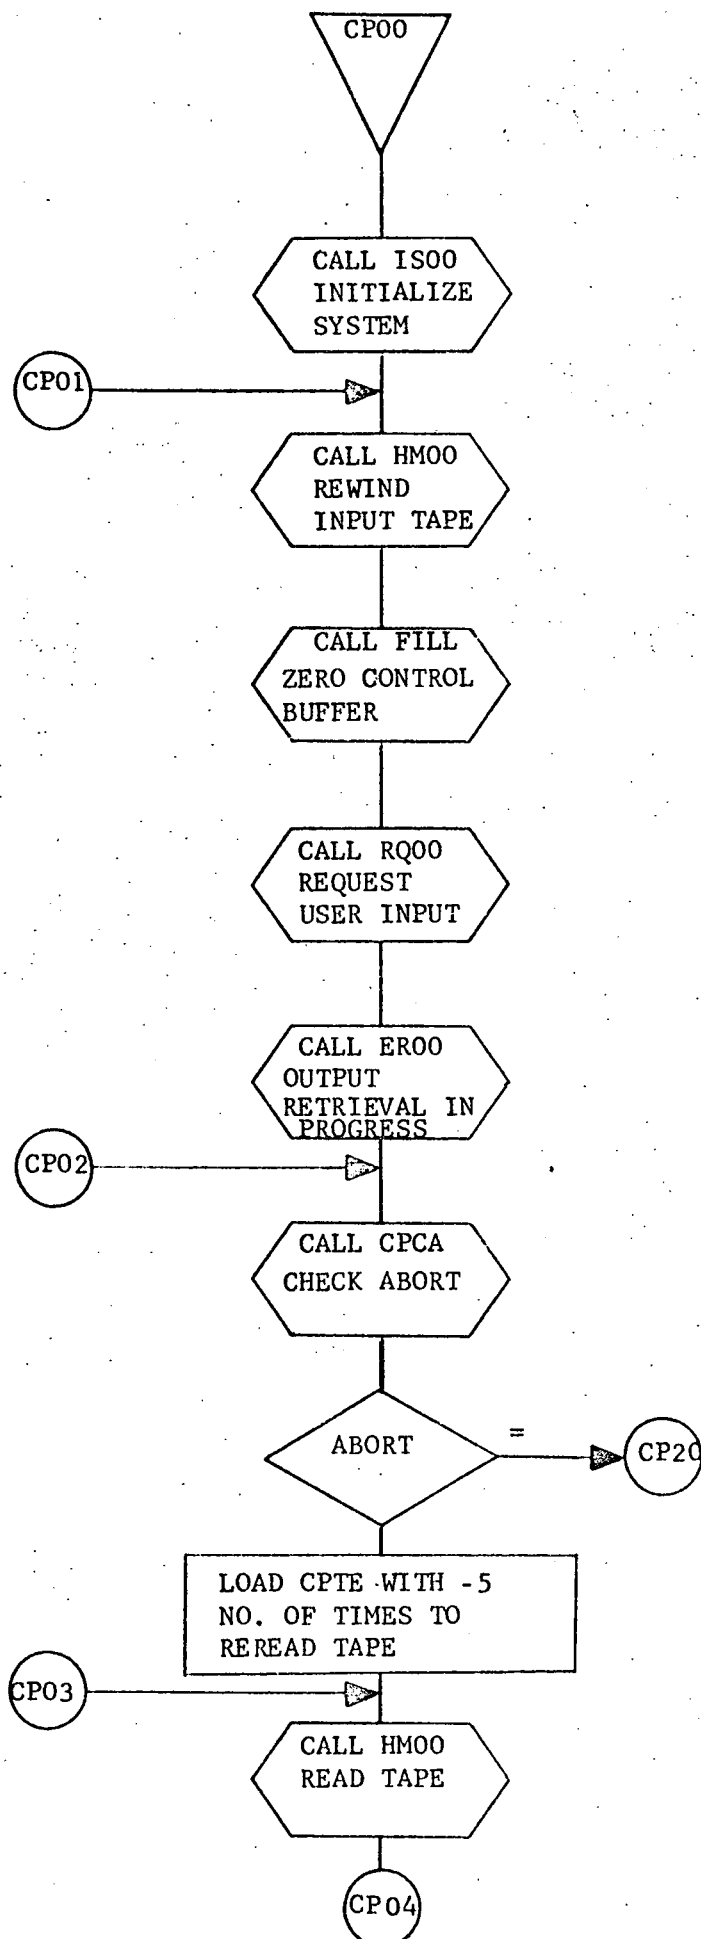 CP00
CALL IS00
INITIALIZE
SYSTEM
CP01
CALL HM00
REWIND
INPUT TAPE
CALL FILL
ZERO CONTROL
BUFFER
CALL RQ00
REQUEST
USER INPUT
CALL ER00
OUTPUT
RETRIEVAL IN
PROGRESS
CP02
CALL CPCA
CHECK ABORT
ABORT
=
CP20
LOAD CPTE WITH -5
NO. OF TIMES TO
REREAD TAPE
CP03
CALL HM00
READ TAPE
CP04